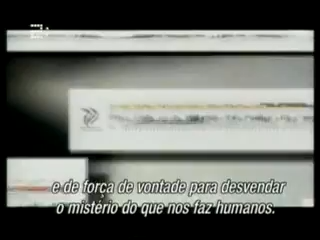 e de força de vontade para desvendar
o mistério do que nos faz humanos.